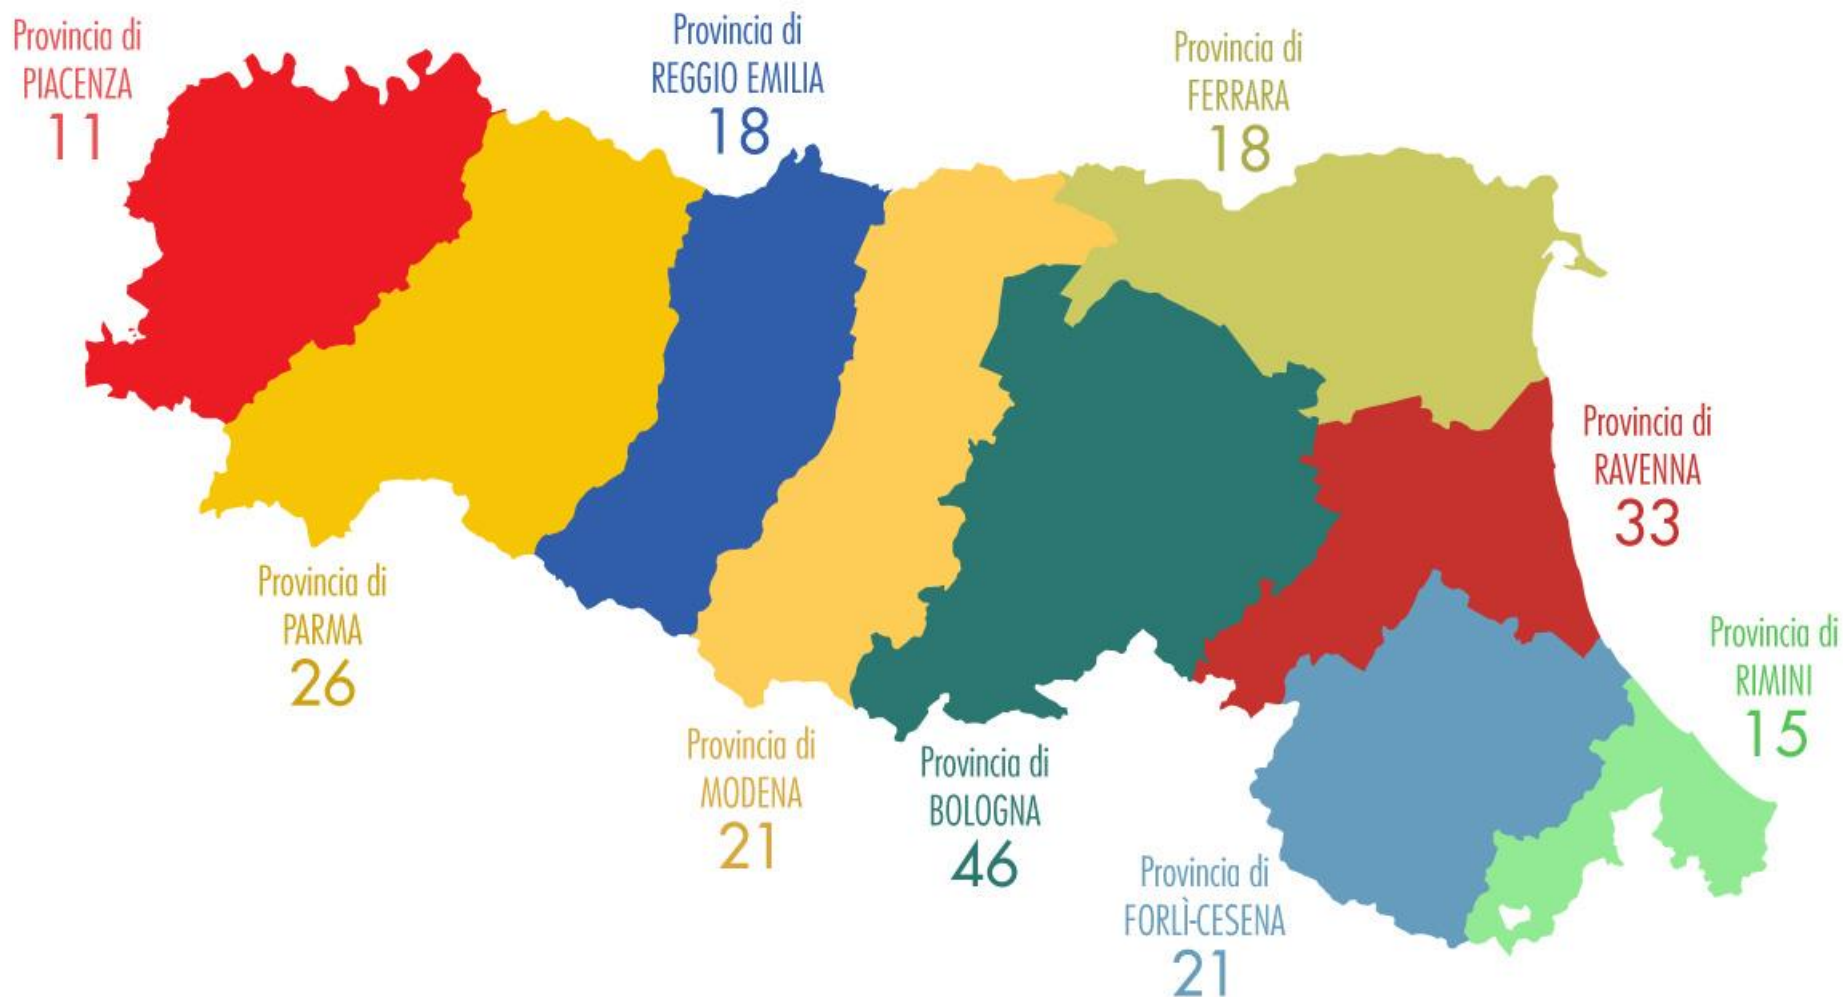 Provincia di
PIACENZA
11
Provincia di
REGGIO EMILIA
18
Provincia di
FERRARA
18
Provincia di
RAVENNA
33
Provincia di
PARMA
26
Provincia di
RIMINI
15
Provincia di
MODENA
21
Provincia di
BOLOGNA
46
Provincia di
FORLÌ-CESENA
21